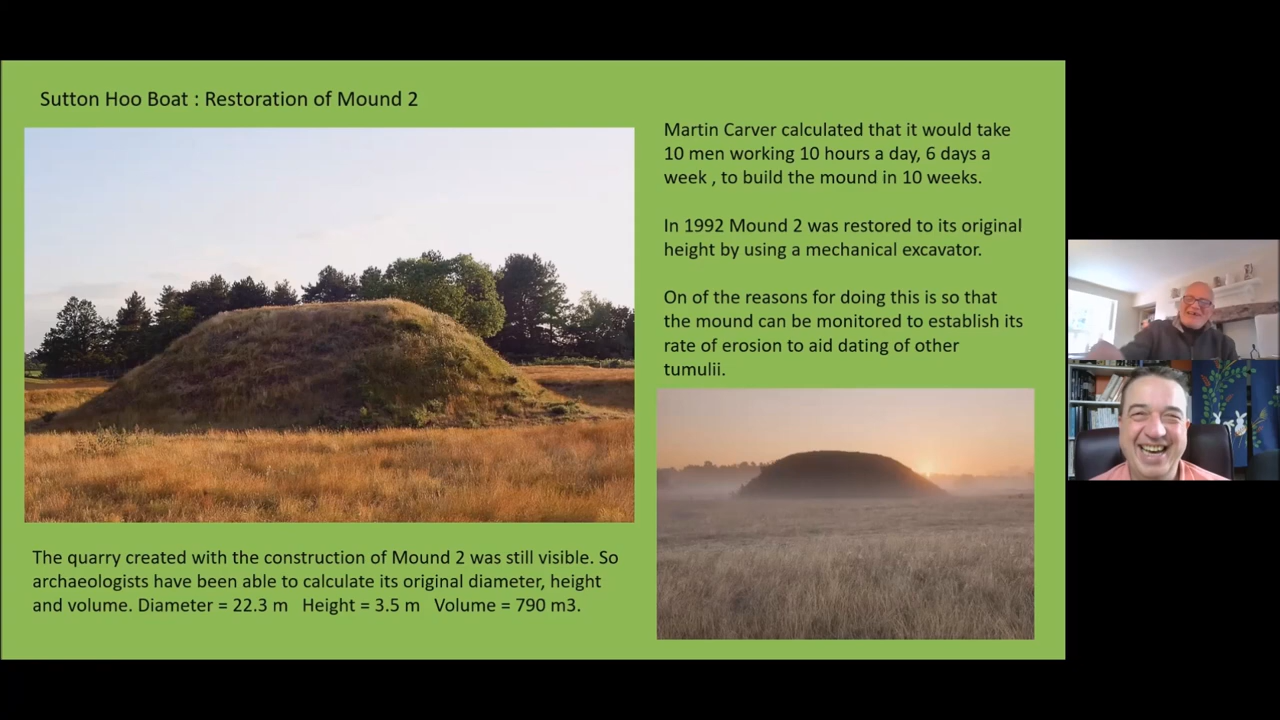 Sutton Hoo Boat : Restoration of Mound 2
Martin Carver calculated that it would take
10 men working 10 hours a day, 6 days a
week , to build the mound in 10 weeks.
In 1992 Mound 2 was restored to its original
height by using a mechanical excavator.
On of the reasons for doing this is so that
the mound can be monitored to establish its
rate of erosion to aid dating of other
tumulii.
The quarry created with the construction of Mound 2 was still visible. So
archaeologists have been able to calculate its original diameter, height
and volume. Diameter = 22.3 m   Height = 3.5 m   Volume = 790 m3.